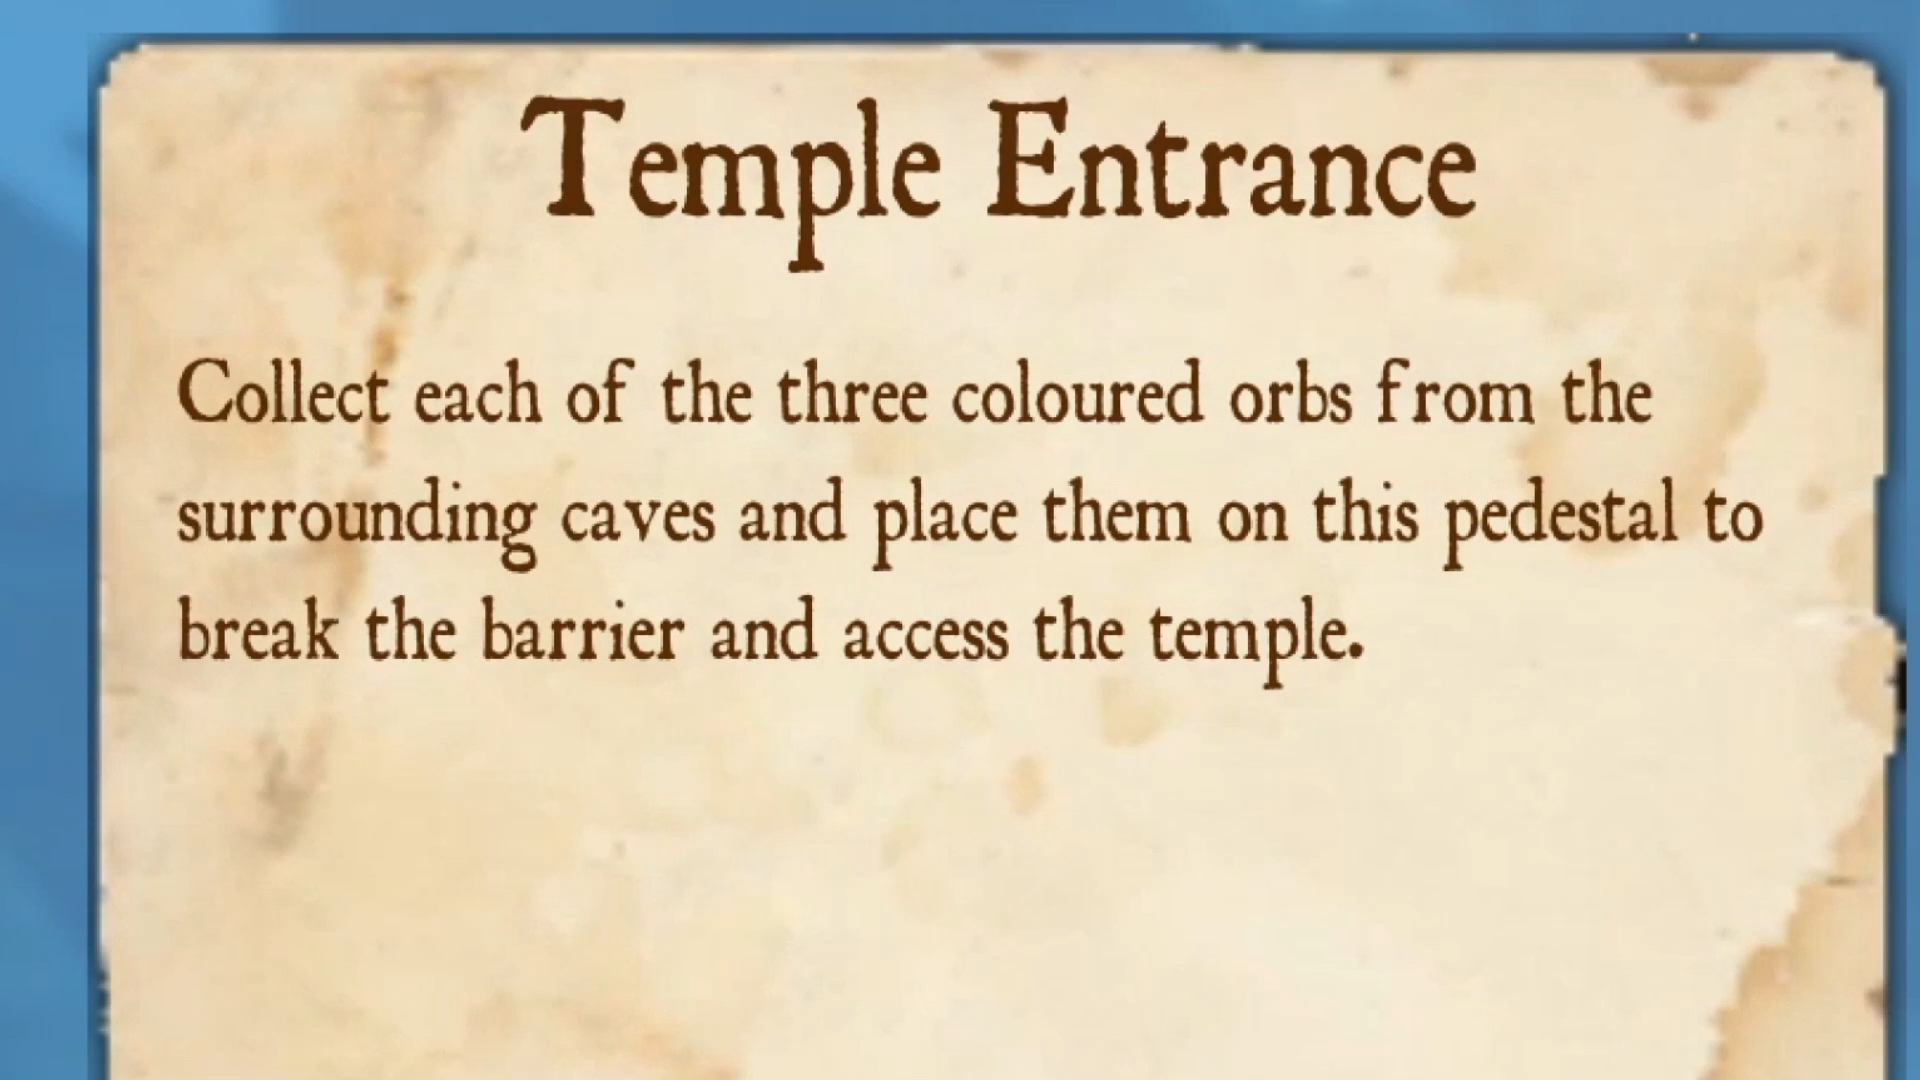 Temple Entrance
Collect each of the three coloured orbs from the
surrounding caves and place them on this pedestal to
break the barrier and access the temple.